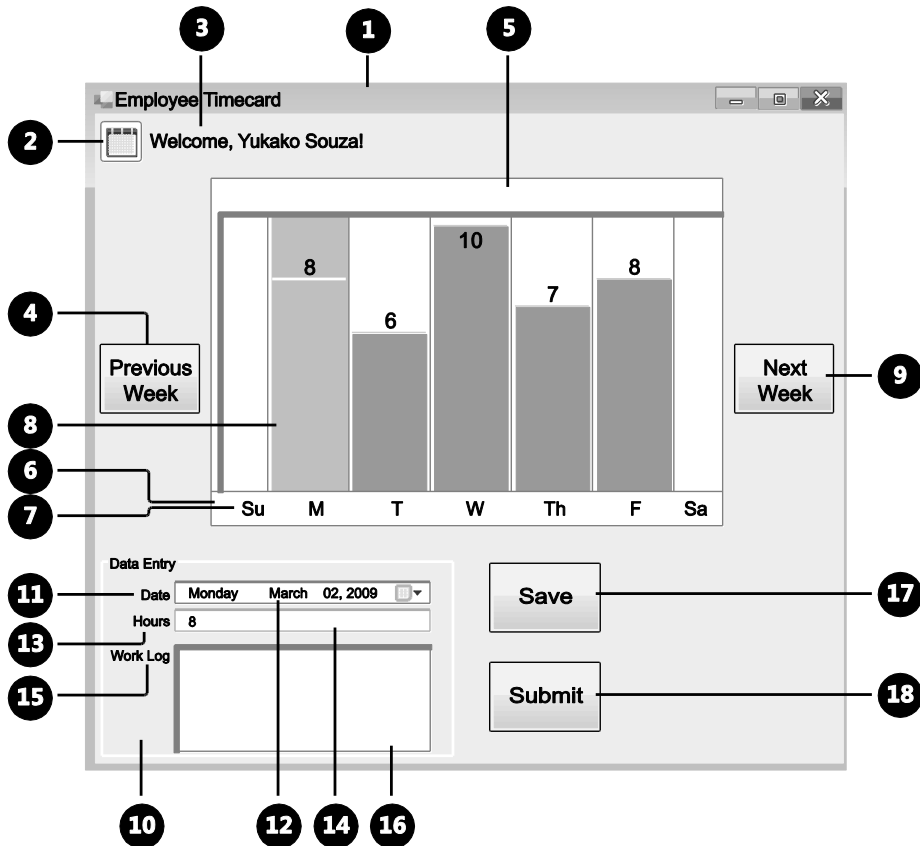 3
1
5
Employee Timecard
2
Welcome, Yukako Souza!
10
8
8
7
6
4
Previous
Week
Next
Week
9
8
6
7
Su M T W Th F Sa
Data Entry
11
Date Monday March 02, 2009
Save
17
13
Hours 8
Work Log
15
Submit
18
10
12
14
16